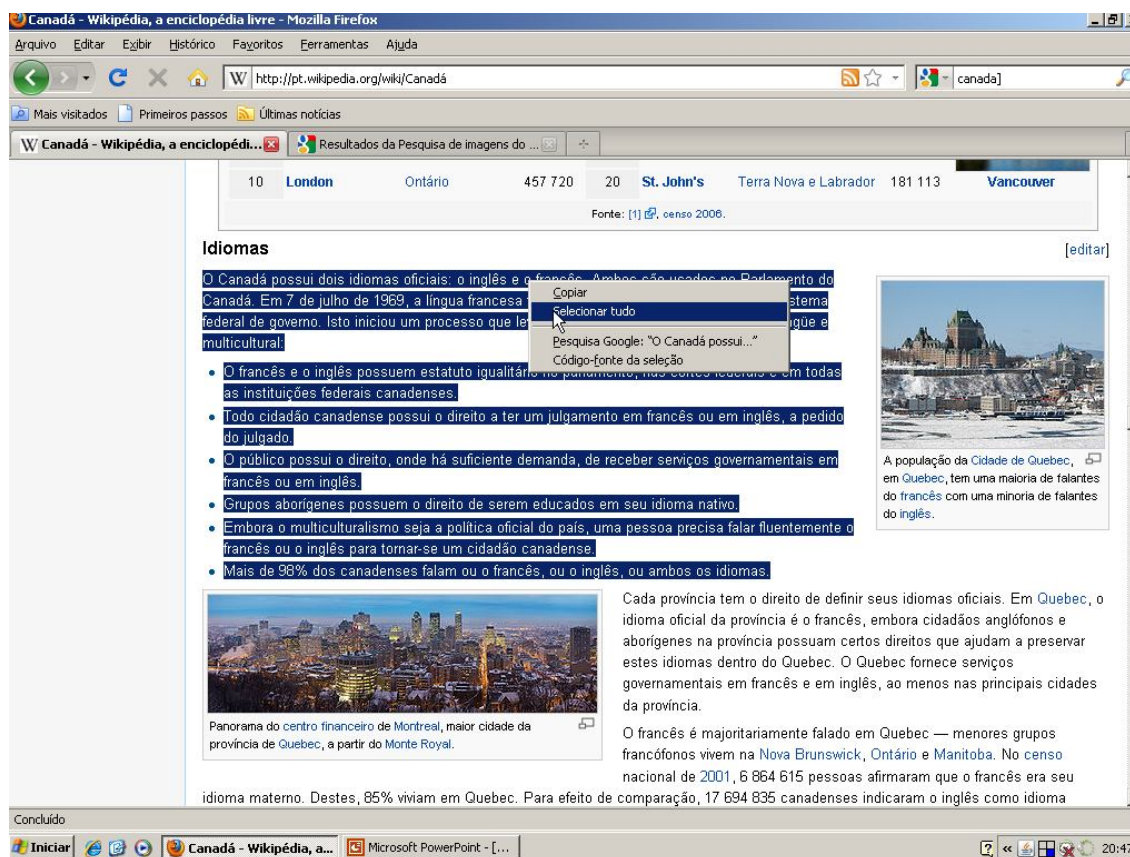 Canadá - Wikipédia, a enciclopédia livre - Mozilla Firefox
Arquivo Editar Exibir Histórico Favoritos Ferramentas Ajuda
http://pt.wikipedia.org/wiki/Canadá canada]
Mais visitados Primeiros passos Últimas notícias
W Canadá - Wikipédia, a enciclopédi... Resultados da Pesquisa de imagens do ...
10 London Ontário 457 720 20 St. John's Terra Nova e Labrador 181 113 Vancouver
Fonte: [1], censo 2006.
Idiomas [editar]
O Canadá possui dois idiomas oficiais: o inglês e o francês. Ambos são usados no Parlamento do
Canadá. Em 7 de julho de 1969, a língua francesa stema
federal de governo. Isto iniciou um processo que güe e
multicultural:
Copiar
Selecionar tudo
Pesquisa Google: "O Canadá possui..."
Código-fonte da seleção
• O francês e o inglês possuem estatuto igualitário no parlamento, nas cortes federais e em todas
as instituições federais canadenses.
• Todo cidadão canadense possui o direito a ter um julgamento em francês ou em inglês, a pedido
do julgado.
• O público possui o direito, onde há suficiente demanda, de receber serviços governamentais em
francês ou em inglês.
• Grupos aborígenes possuem o direito de serem educados em seu idioma nativo.
• Embora o multiculturalismo seja a política oficial do país, uma pessoa precisa falar fluentemente o
francês ou o inglês para tornar-se um cidadão canadense.
• Mais de 98% dos canadenses falam ou o francês, ou o inglês, ou ambos os idiomas.
A população da Cidade de Quebec,
em Quebec, tem uma maioria de falantes
do francês com uma minoria de falantes
do inglês.
Panorama do centro financeiro de Montreal, maior cidade da
província de Quebec, a partir do Monte Royal.
Cada província tem o direito de definir seus idiomas oficiais. Em Quebec, o
idioma oficial da província é o francês, embora cidadãos anglófonos e
aborígenes na província possuam certos direitos que ajudam a preservar
estes idiomas dentro do Quebec. O Quebec fornece serviços
governamentais em francês e em inglês, ao menos nas principais cidades
da província.
O francês é majoritariamente falado em Quebec — menores grupos
francófonos vivem na Nova Brunswick, Ontário e Manitoba. No censo
nacional de 2001, 6 864 615 pessoas afirmaram que o francês era seu
idioma materno. Destes, 85% viviam em Quebec. Para efeito de comparação, 17 694 835 canadenses indicaram o inglês como idioma
Concluído
Iniciar Canadá - Wikipédia, a... Microsoft PowerPoint - [... 20:47